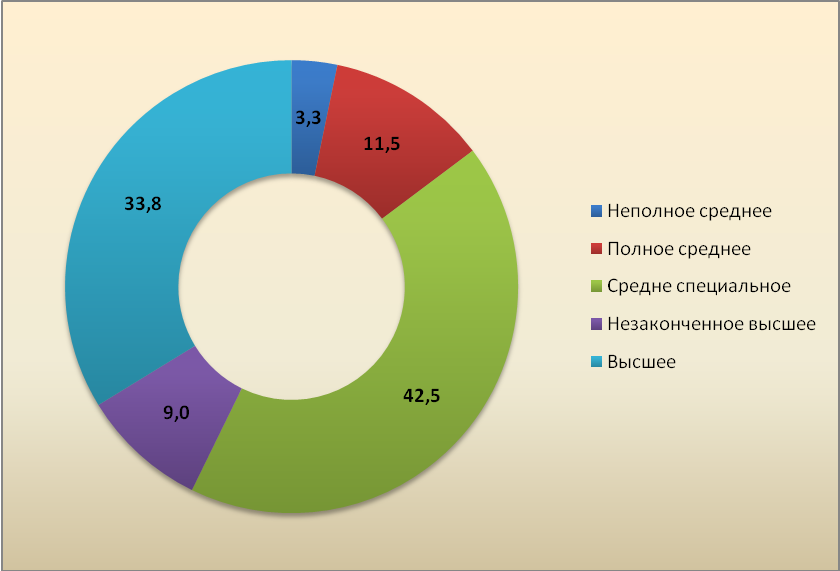 3,3
11,5
33,8
42,5
9,0
Неполное среднее
Полное среднее
Средне специальное
Незаконченное высшее
Высшее